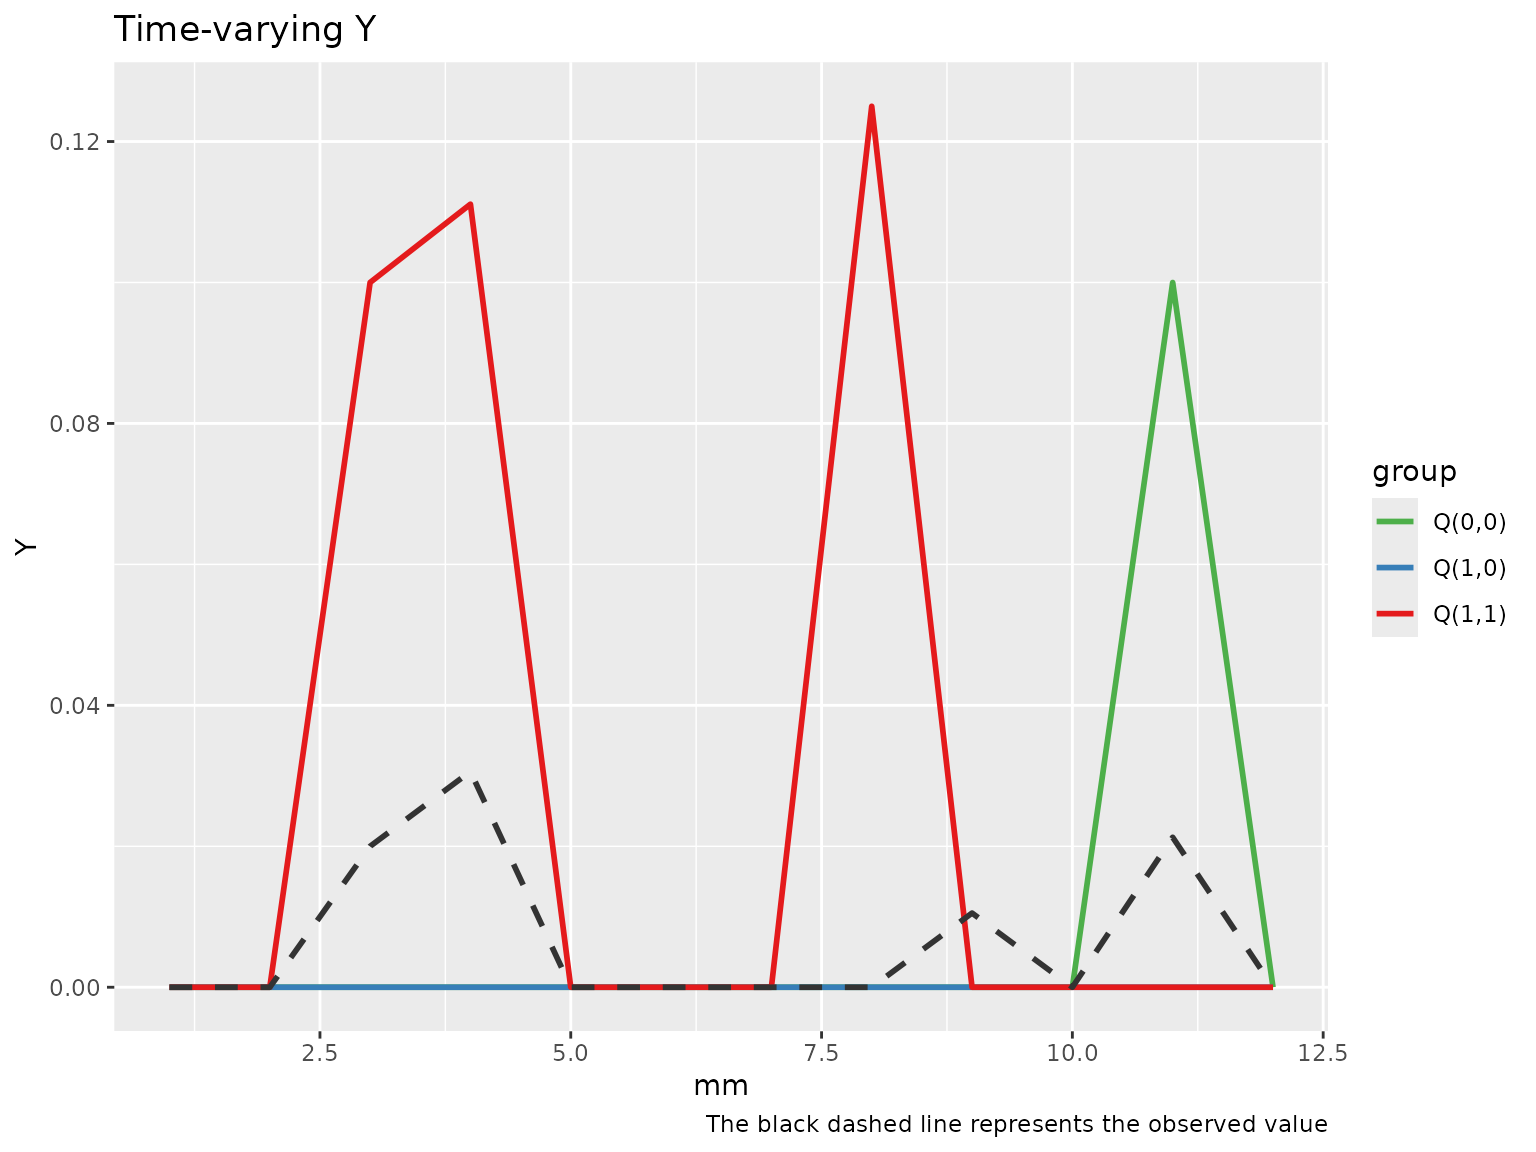 Time-varying Y
0.12
0.08
0.04
0.00
Y
2.5 5.0 7.5 10.0 12.5
mm
group
Q(0,0)
Q(1,0)
Q(1,1)
The black dashed line represents the observed value